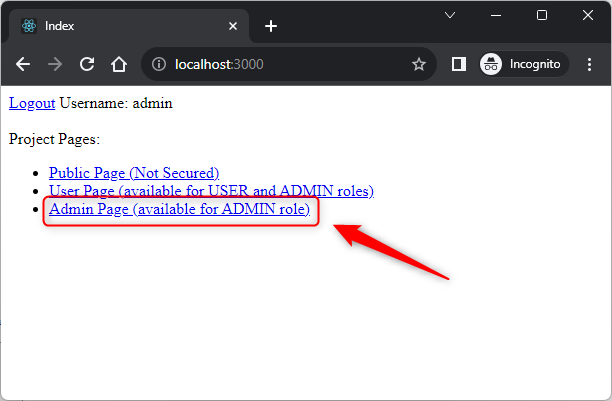 Index
localhost:3000
Incognito
Logout Username: admin
Project Pages:
Public Page (Not Secured)
User Page (available for USER and ADMIN roles)
Admin Page (available for ADMIN role)